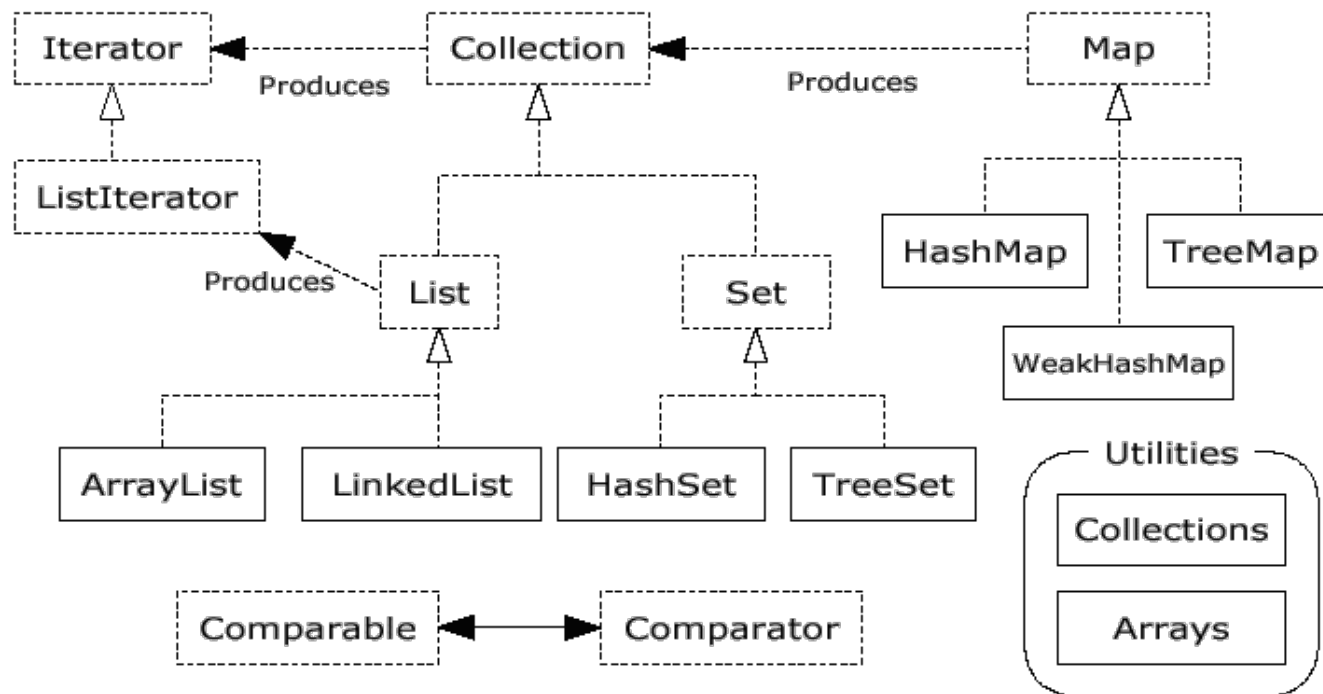 Iterator
Collection
Map
Produces
Produces
ListIterator
HashMap
TreeMap
Produces
List
Set
WeakHashMap
ArrayList
LinkedList
HashSet
TreeSet
Utilities
Collections
Arrays
Comparable
Comparator